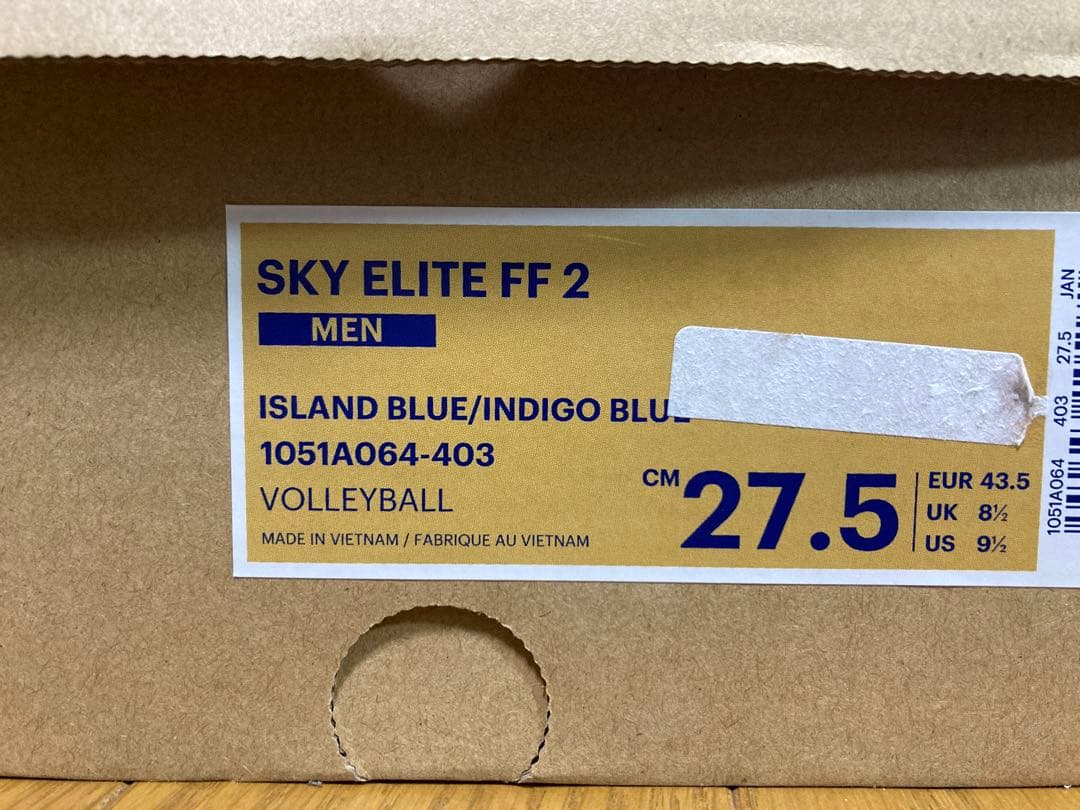 SKY ELITE FF 2
MEN
ISLAND BLUE/INDIGO BLUE
1051A064-403
VOLLEYBALL
MADE IN VIETNAM / FABRIQUE AU VIETNAM
CM 27.5
EUR 43.5
UK 8½
US 9½
1051A064 403 27.5 JAN